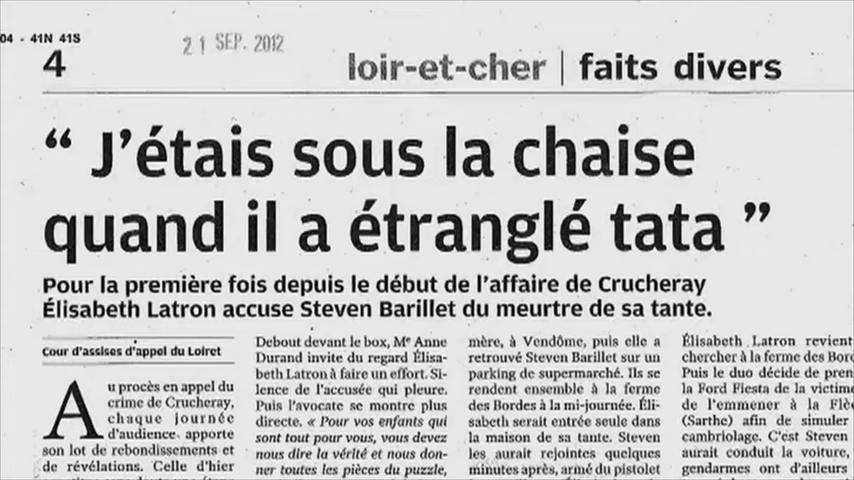 04 - 41N 41S
4
21 SEP. 2012
loir-et-cher | faits divers
“ J’étais sous la chaise
quand il a étranglé tata ”
Pour la première fois depuis le début de l’affaire de Crucheray
Élisabeth Latron accuse Steven Barillet du meurtre de sa tante.
Cour d’assises d’appel du Loiret
Au procès en appel du
crime de Crucheray,
chaque journée
d’audience apporte
son lot de rebondissements et
de révélations. Celle d’hier
Debout devant le box, Mᵉ Anne
Durand invite du regard Élisa-
beth Latron à faire un effort. Si-
lence de l’accusée qui pleure.
Puis l’avocate se montre plus
directe. « Pour vos enfants qui
sont tout pour vous, vous devez
nous dire la vérité et nous don-
ner toutes les pièces du puzzle,
mère, à Vendôme, puis elle a
retrouvé Steven Barillet sur un
parking de supermarché. Ils se
rendent ensemble à la ferme
des Bordes à la mi-journée. Éli-
sabeth serait entrée seule dans
la maison de sa tante. Steven
les aurait rejointes quelques
minutes après, armé du pistolet
Élisabeth Latron revient
chercher à la ferme des Bor
Puis le duo décide de pren
la Ford Fiesta de la victime
de l’emmener à la Flè
(Sarthe) afin de simuler
cambriolage. C’est Steven
aurait conduit la voiture,
gendarmes ont d’ailleurs